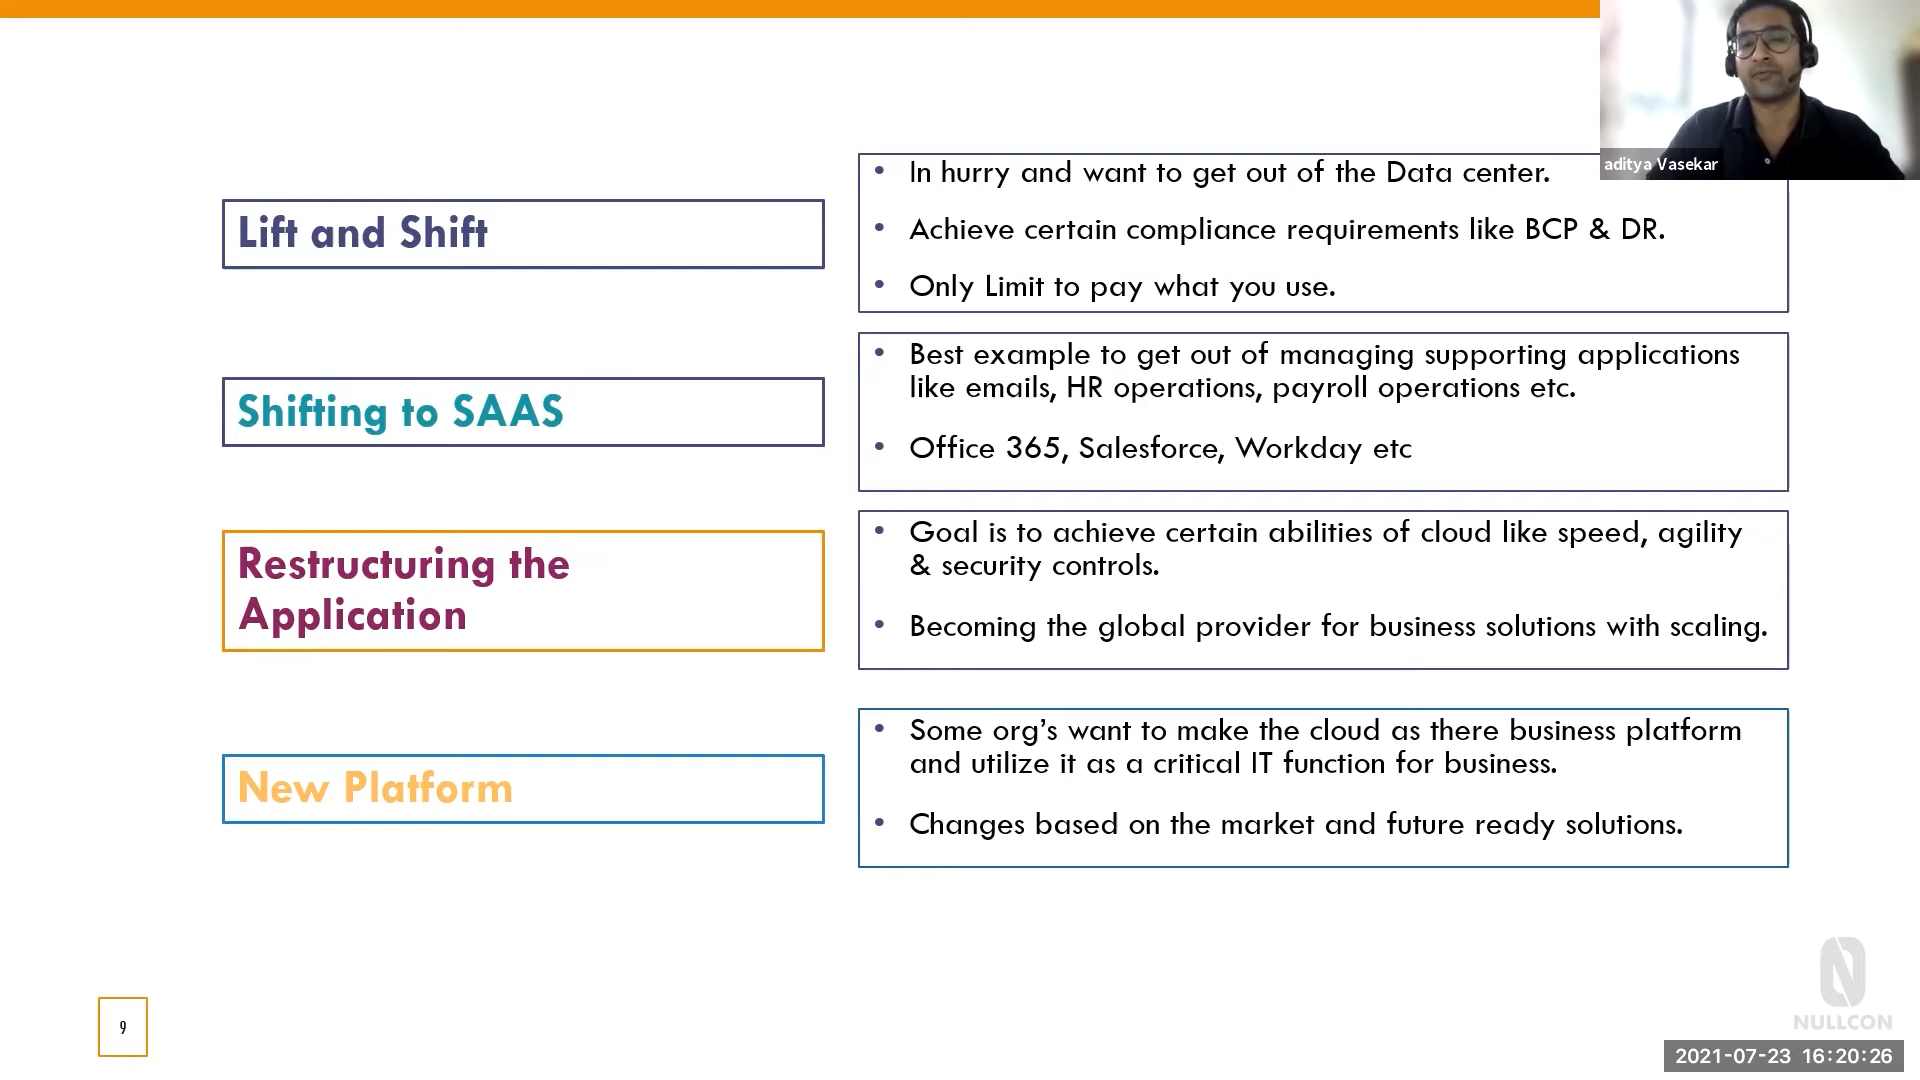 aditya Vasekar
Lift and Shift
• In hurry and want to get out of the Data center.
• Achieve certain compliance requirements like BCP & DR.
• Only Limit to pay what you use.
Shifting to SAAS
• Best example to get out of managing supporting applications
like emails, HR operations, payroll operations etc.
• Office 365, Salesforce, Workday etc
Restructuring the
Application
• Goal is to achieve certain abilities of cloud like speed, agility
& security controls.
• Becoming the global provider for business solutions with scaling.
New Platform
• Some org’s want to make the cloud as there business platform
and utilize it as a critical IT function for business.
• Changes based on the market and future ready solutions.
9
NULLCON
2021-07-23 16:20:26